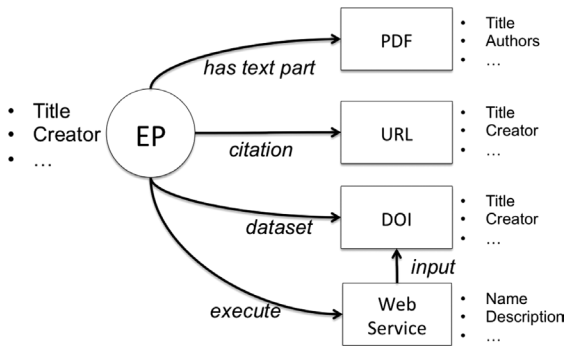 • Title
• Creator
• …
EP
has text part
PDF
• Title
• Authors
• …
citation
URL
• Title
• Creator
• …
dataset
DOI
• Title
• Creator
• …
input
execute
Web
Service
• Name
• Description
• …